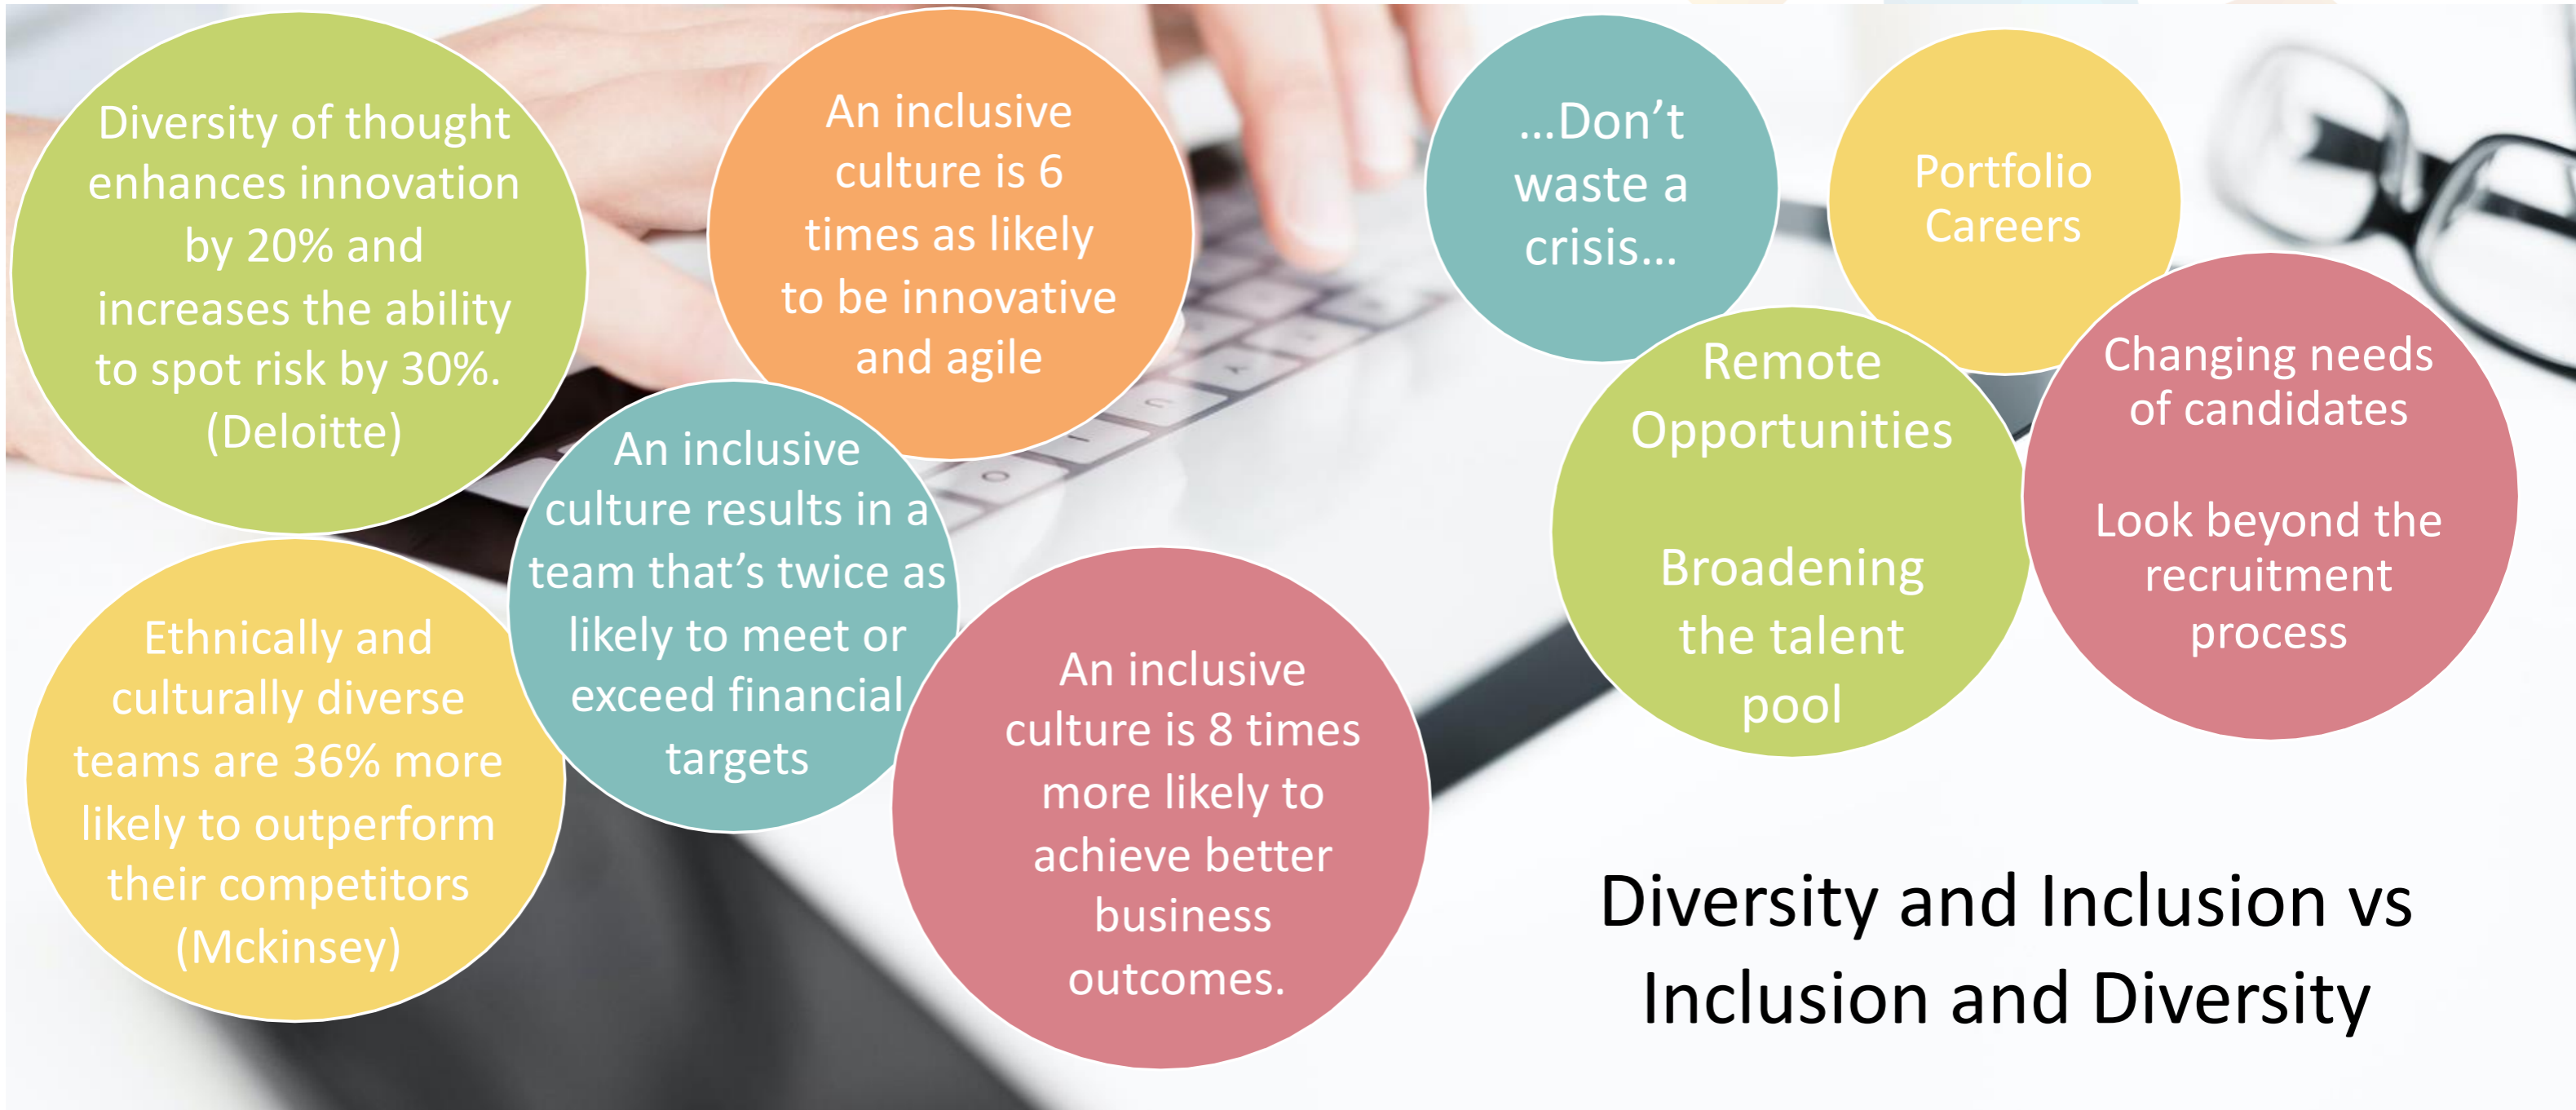 Diversity of thought
enhances innovation
by 20% and
increases the ability
to spot risk by 30%.
(Deloitte)
An inclusive
culture is 6
times as likely
to be innovative
and agile
An inclusive
culture results in a
team that’s twice as
likely to meet or
exceed financial
targets
Ethnically and
culturally diverse
teams are 36% more
likely to outperform
their competitors
(Mckinsey)
An inclusive
culture is 8 times
more likely to
achieve better
business
outcomes.
...Don’t
waste a
crisis...
Portfolio
Careers
Remote
Opportunities
Broadening
the talent
pool
Changing needs
of candidates
Look beyond the
recruitment
process
Diversity and Inclusion vs
Inclusion and Diversity